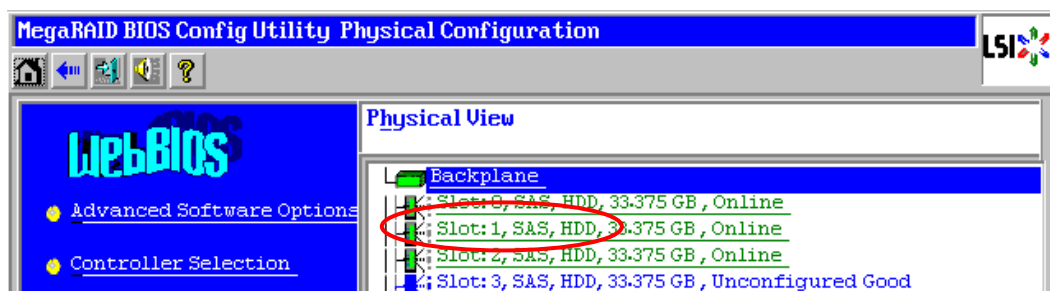 MegaRAID BIOS Config Utility Physical Configuration
LSI
WebBIOS
Physical View
Backplane
Advanced Software Options
Slot: 0, SAS, HDD, 33.375 GB, Online
Slot: 1, SAS, HDD, 33.375 GB, Online
Controller Selection
Slot: 2, SAS, HDD, 33.375 GB, Online
Slot: 3, SAS, HDD, 33.375 GB, Unconfigured Good